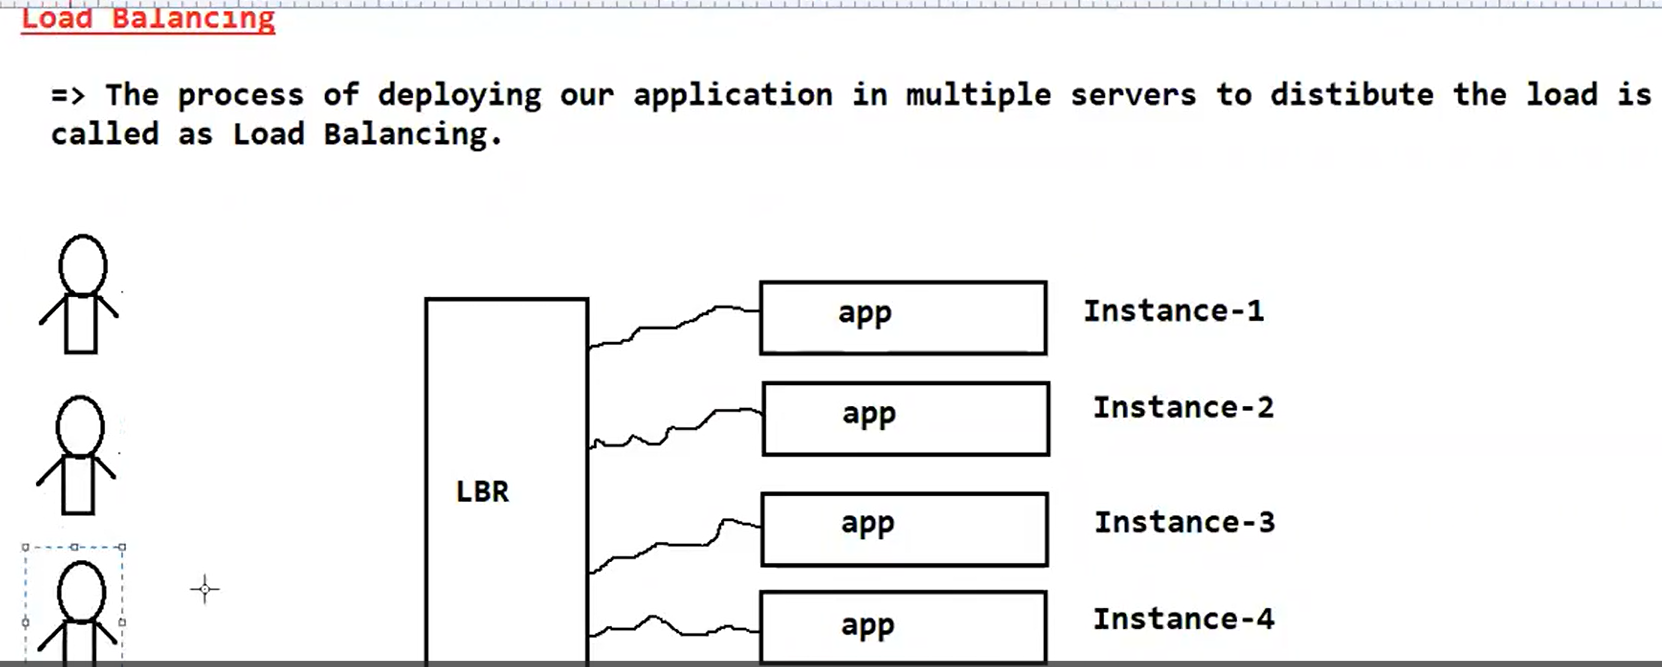 Load Balancing
=> The process of deploying our application in multiple servers to distibute the load is
called as Load Balancing.
app Instance-1
app Instance-2
LBR
app Instance-3
app Instance-4